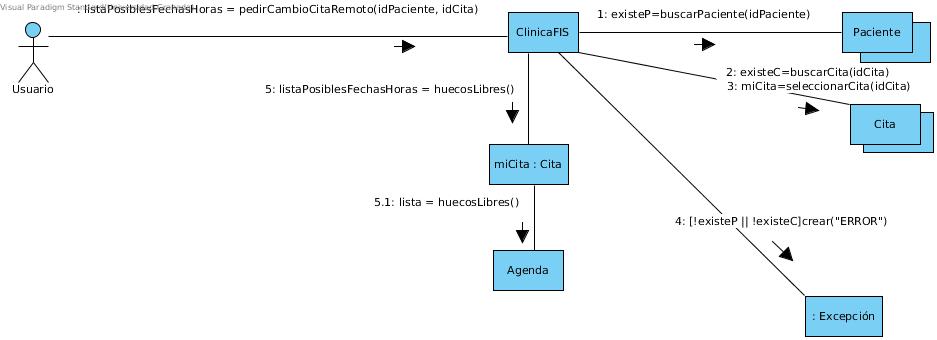 : listaPosiblesFechasHoras = pedirCambioCitaRemoto(idPaciente, idCita)
Visual Paradigm Stan
1: existeP=buscarPaciente(idPaciente)
ClinicaFIS
Paciente
Usuario
2: existeC=buscarCita(idCita)
3: miCita=seleccionarCita(idCita)
5: listaPosiblesFechasHoras = huecosLibres()
Cita
miCita : Cita
5.1: lista = huecosLibres()
4: [!existeP || !existeC]crear("ERROR")
Agenda
: Excepción